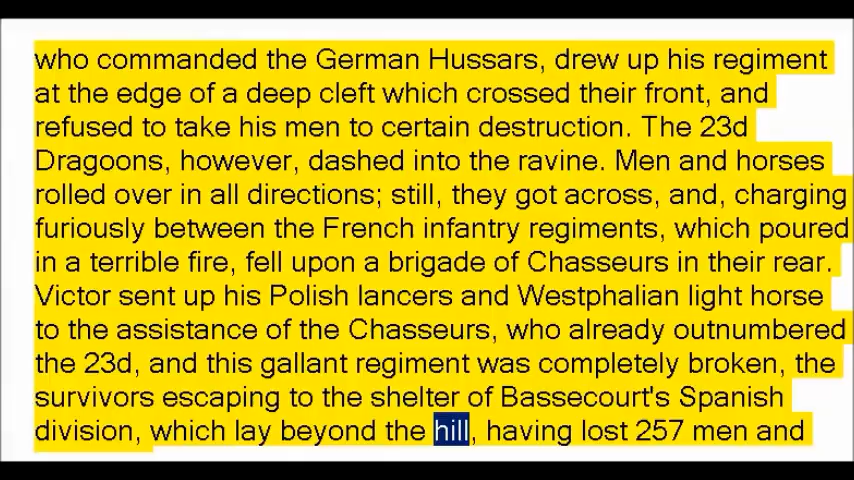 who commanded the German Hussars, drew up his regiment
at the edge of a deep cleft which crossed their front, and
refused to take his men to certain destruction. The 23d
Dragoons, however, dashed into the ravine. Men and horses
rolled over in all directions; still, they got across, and, charging
furiously between the French infantry regiments, which poured
in a terrible fire, fell upon a brigade of Chasseurs in their rear.
Victor sent up his Polish lancers and Westphalian light horse
to the assistance of the Chasseurs, who already outnumbered
the 23d, and this gallant regiment was completely broken, the
survivors escaping to the shelter of Bassecourt's Spanish
division, which lay beyond the hill, having lost 257 men and